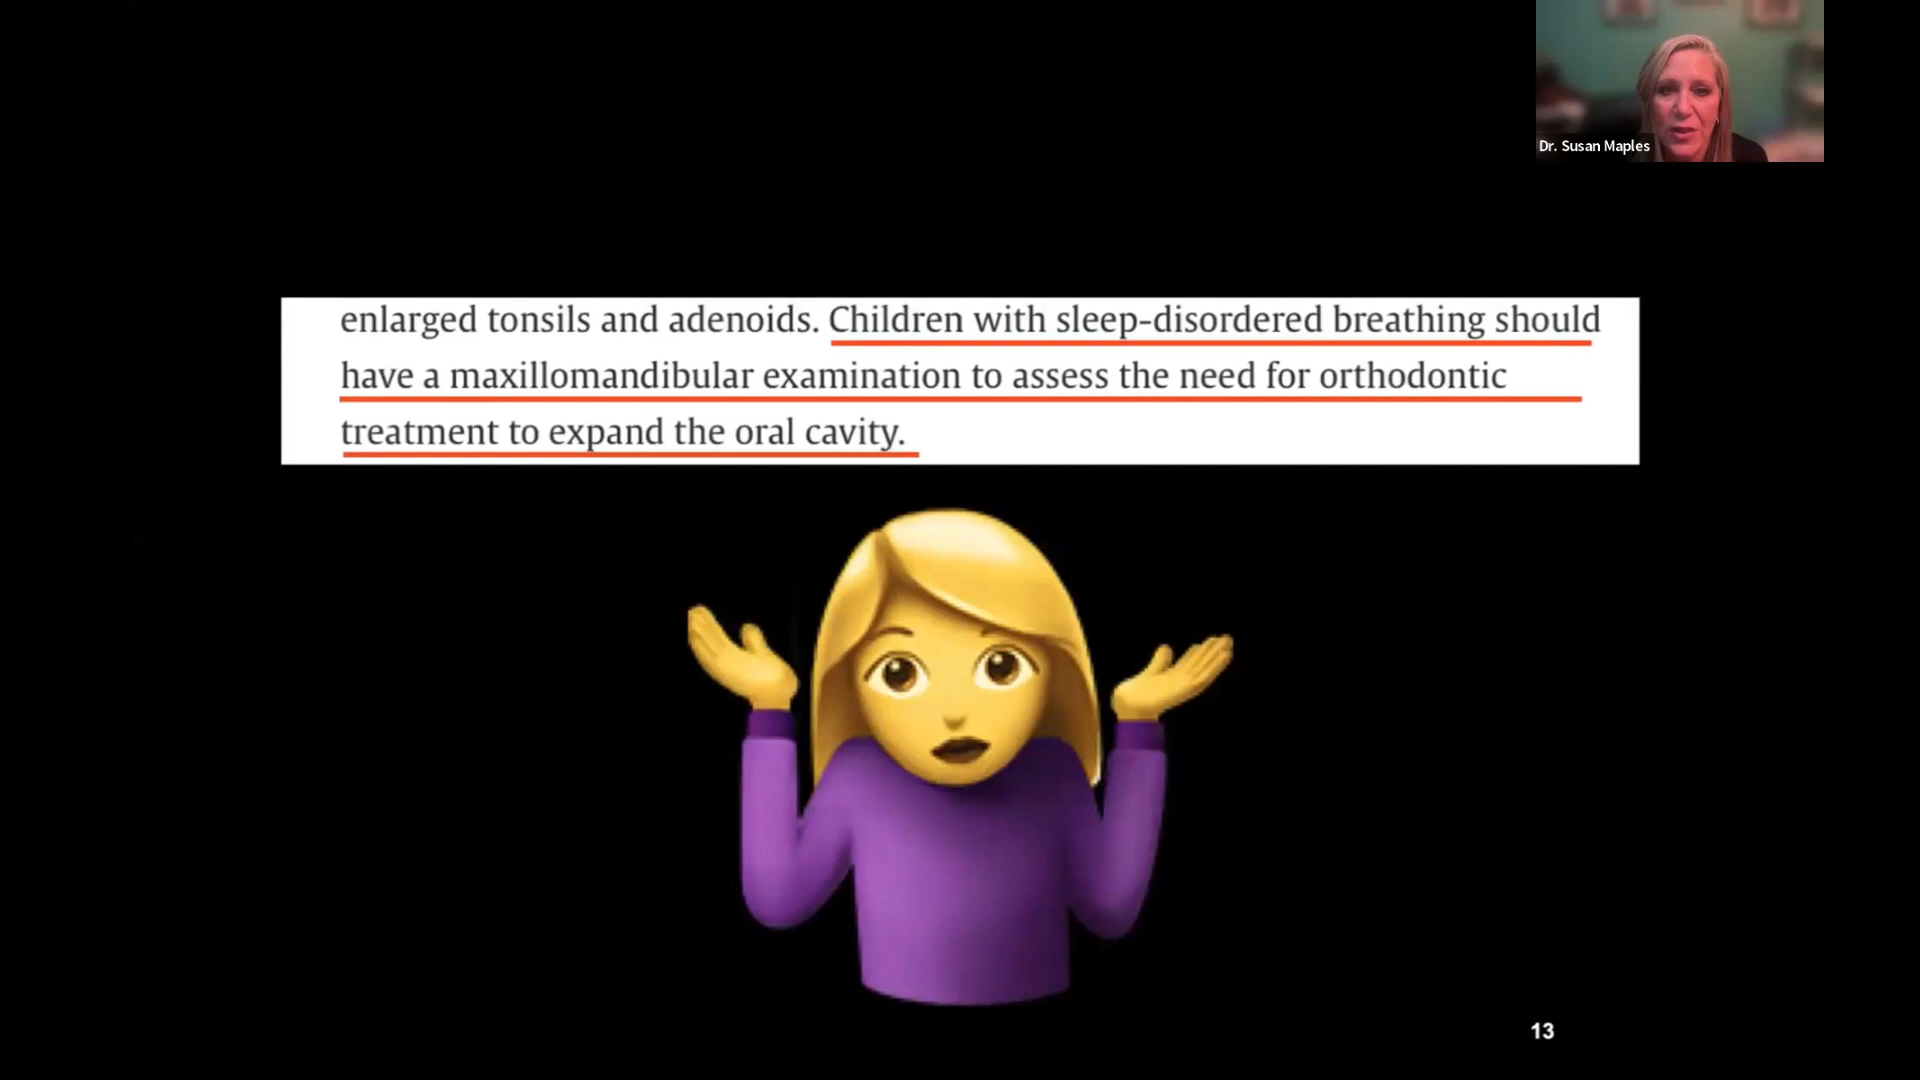 Dr. Susan Maples
enlarged tonsils and adenoids. Children with sleep-disordered breathing should
have a maxillomandibular examination to assess the need for orthodontic
treatment to expand the oral cavity.
13